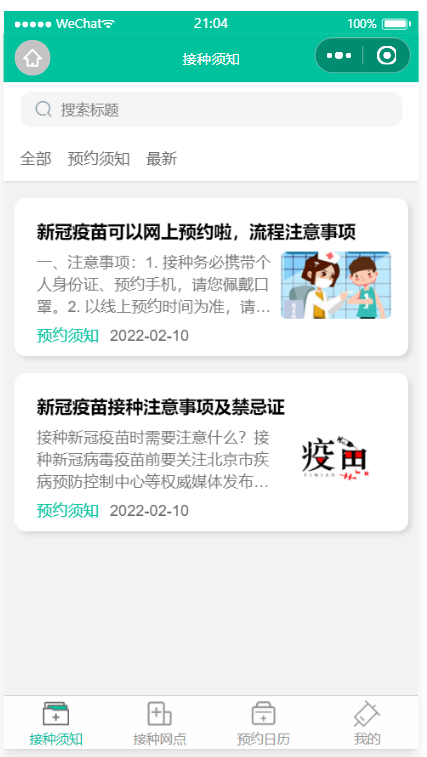 WeChat
21:04
100%
接种须知
搜索标题
全部 预约须知 最新
新冠疫苗可以网上预约啦，流程注意事项
一、注意事项：1. 接种务必携带个
人身份证、预约手机，请您佩戴口
罩。2. 以线上预约时间为准，请...
预约须知 2022-02-10
新冠疫苗接种注意事项及禁忌证
接种新冠疫苗时需要注意什么？接
种新冠病毒疫苗前要关注北京市疾
病预防控制中心等权威媒体发布...
疫苗
YIMIAO
预约须知 2022-02-10
接种须知 接种网点 预约日历 我的